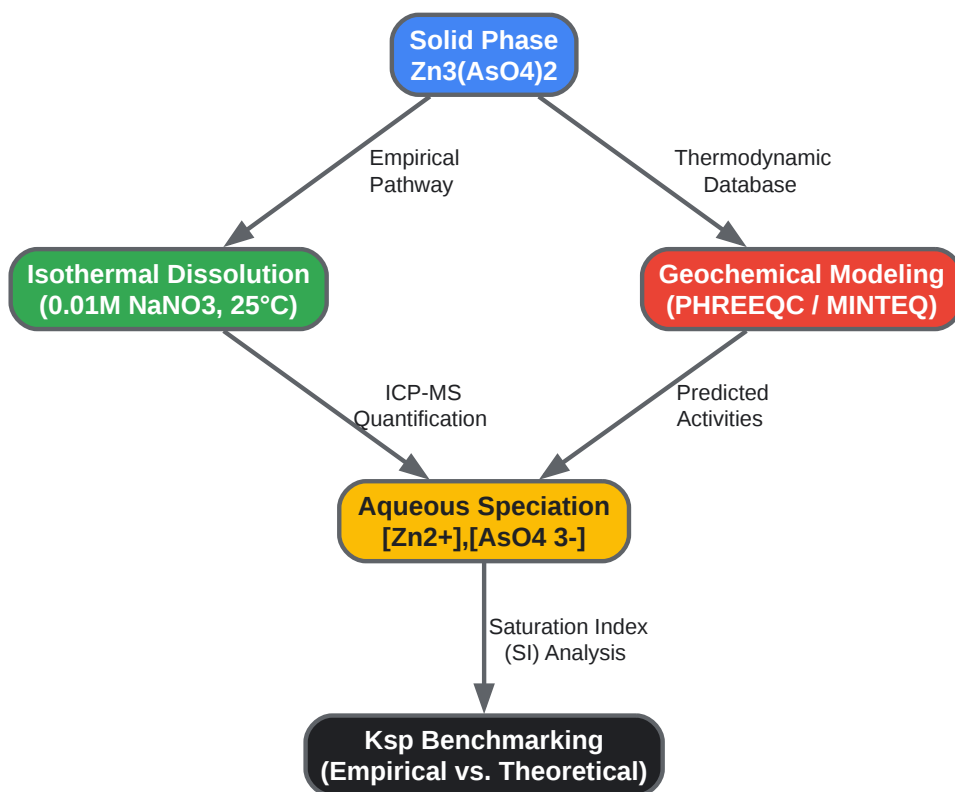 Solid Phase
Zn3(AsO4)2
Empirical
Pathway
Thermodynamic
Database
Isothermal Dissolution
(0.01M NaNO3, 25°C)
Geochemical Modeling
(PHREEQC / MINTEQ)
ICP-MS
Quantification
Predicted
Activities
Aqueous Speciation
[Zn2+],[AsO4 3-]
Saturation Index
(SI) Analysis
Ksp Benchmarking
(Empirical vs. Theoretical)